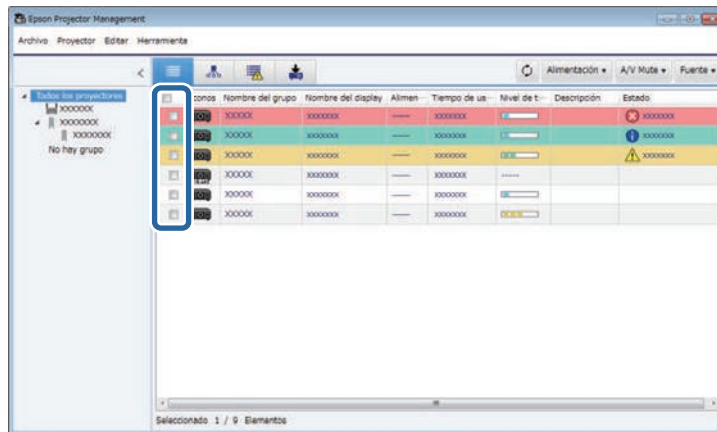 Epson Projector Management
Archivo Proyector Editar Herramienta
Alimentación A/V Mute Fuente
Todos los proyectores
XXXXXX
XXXXXXX
XXXXXXX
No hay grupo
conos Nombre del grupo Nombre del display Alimen··· Tiempo de us··· Nivel de t··· Descripción Estado
XXXXX XXXXXXX ---- XXXXXXX XXXXXXX
XXXXX XXXXXXX ---- XXXXXXX XXXXXXX
XXXXX XXXXXXX ---- XXXXXXX XXXXXXX
XXXXX XXXXXXX ---- XXXXXXX -----
XXXXX XXXXXXX ---- XXXXXXX
XXXXX XXXXXXX ---- XXXXXXX
Seleccionado 1 / 9 Elementos